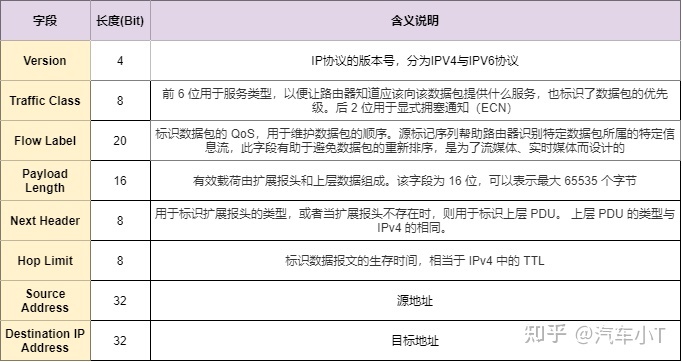 字段 长度(Bit) 含义说明
Version 4 IP协议的版本号，分为IPV4与IPV6协议
Traffic Class 8 前 6 位用于服务类型，以便让路由器知道应该向该数据包提供什么服务，也标识了数据包的优先
级。后 2 位用于显式拥塞通知（ECN）
Flow Label 20 标识数据包的 QoS，用于维护数据包的顺序。源标记序列帮助路由器识别特定数据包所属的特定信
息流，此字段有助于避免数据包的重新排序，是为了流媒体、实时媒体而设计的
Payload
Length 16 有效载荷由扩展报头和上层数据组成。该字段为 16 位，可以表示最大 65535 个字节
Next Header 8 用于标识扩展报头的类型，或者当扩展报头不存在时，则用于标识上层 PDU。 上层 PDU 的类型与
IPv4 的相同。
Hop Limit 8 标识数据报文的生存时间，相当于 IPv4 中的 TTL
Source
Address 32 源地址
Destination IP
Address 32 目标地址
知乎 @汽车小T